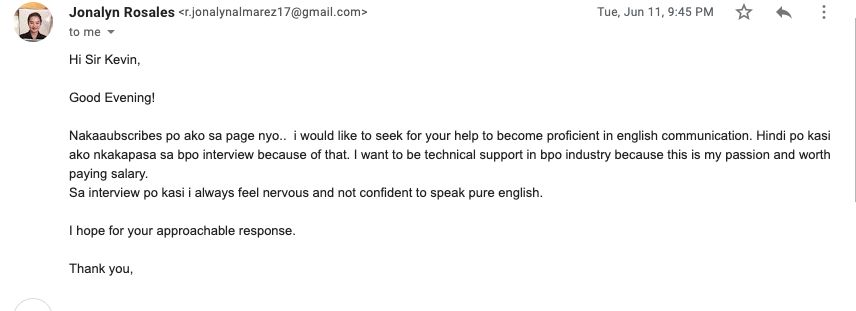 Jonalyn Rosales <r.jonalynalmarez17@gmail.com> Tue, Jun 11, 9:45 PM
to me
Hi Sir Kevin,
Good Evening!
Nakaaubscribes po ako sa page nyo..  i would like to seek for your help to become proficient in english communication. Hindi po kasi
ako nkakapasa sa bpo interview because of that. I want to be technical support in bpo industry because this is my passion and worth
paying salary.
Sa interview po kasi i always feel nervous and not confident to speak pure english.
I hope for your approachable response.
Thank you,